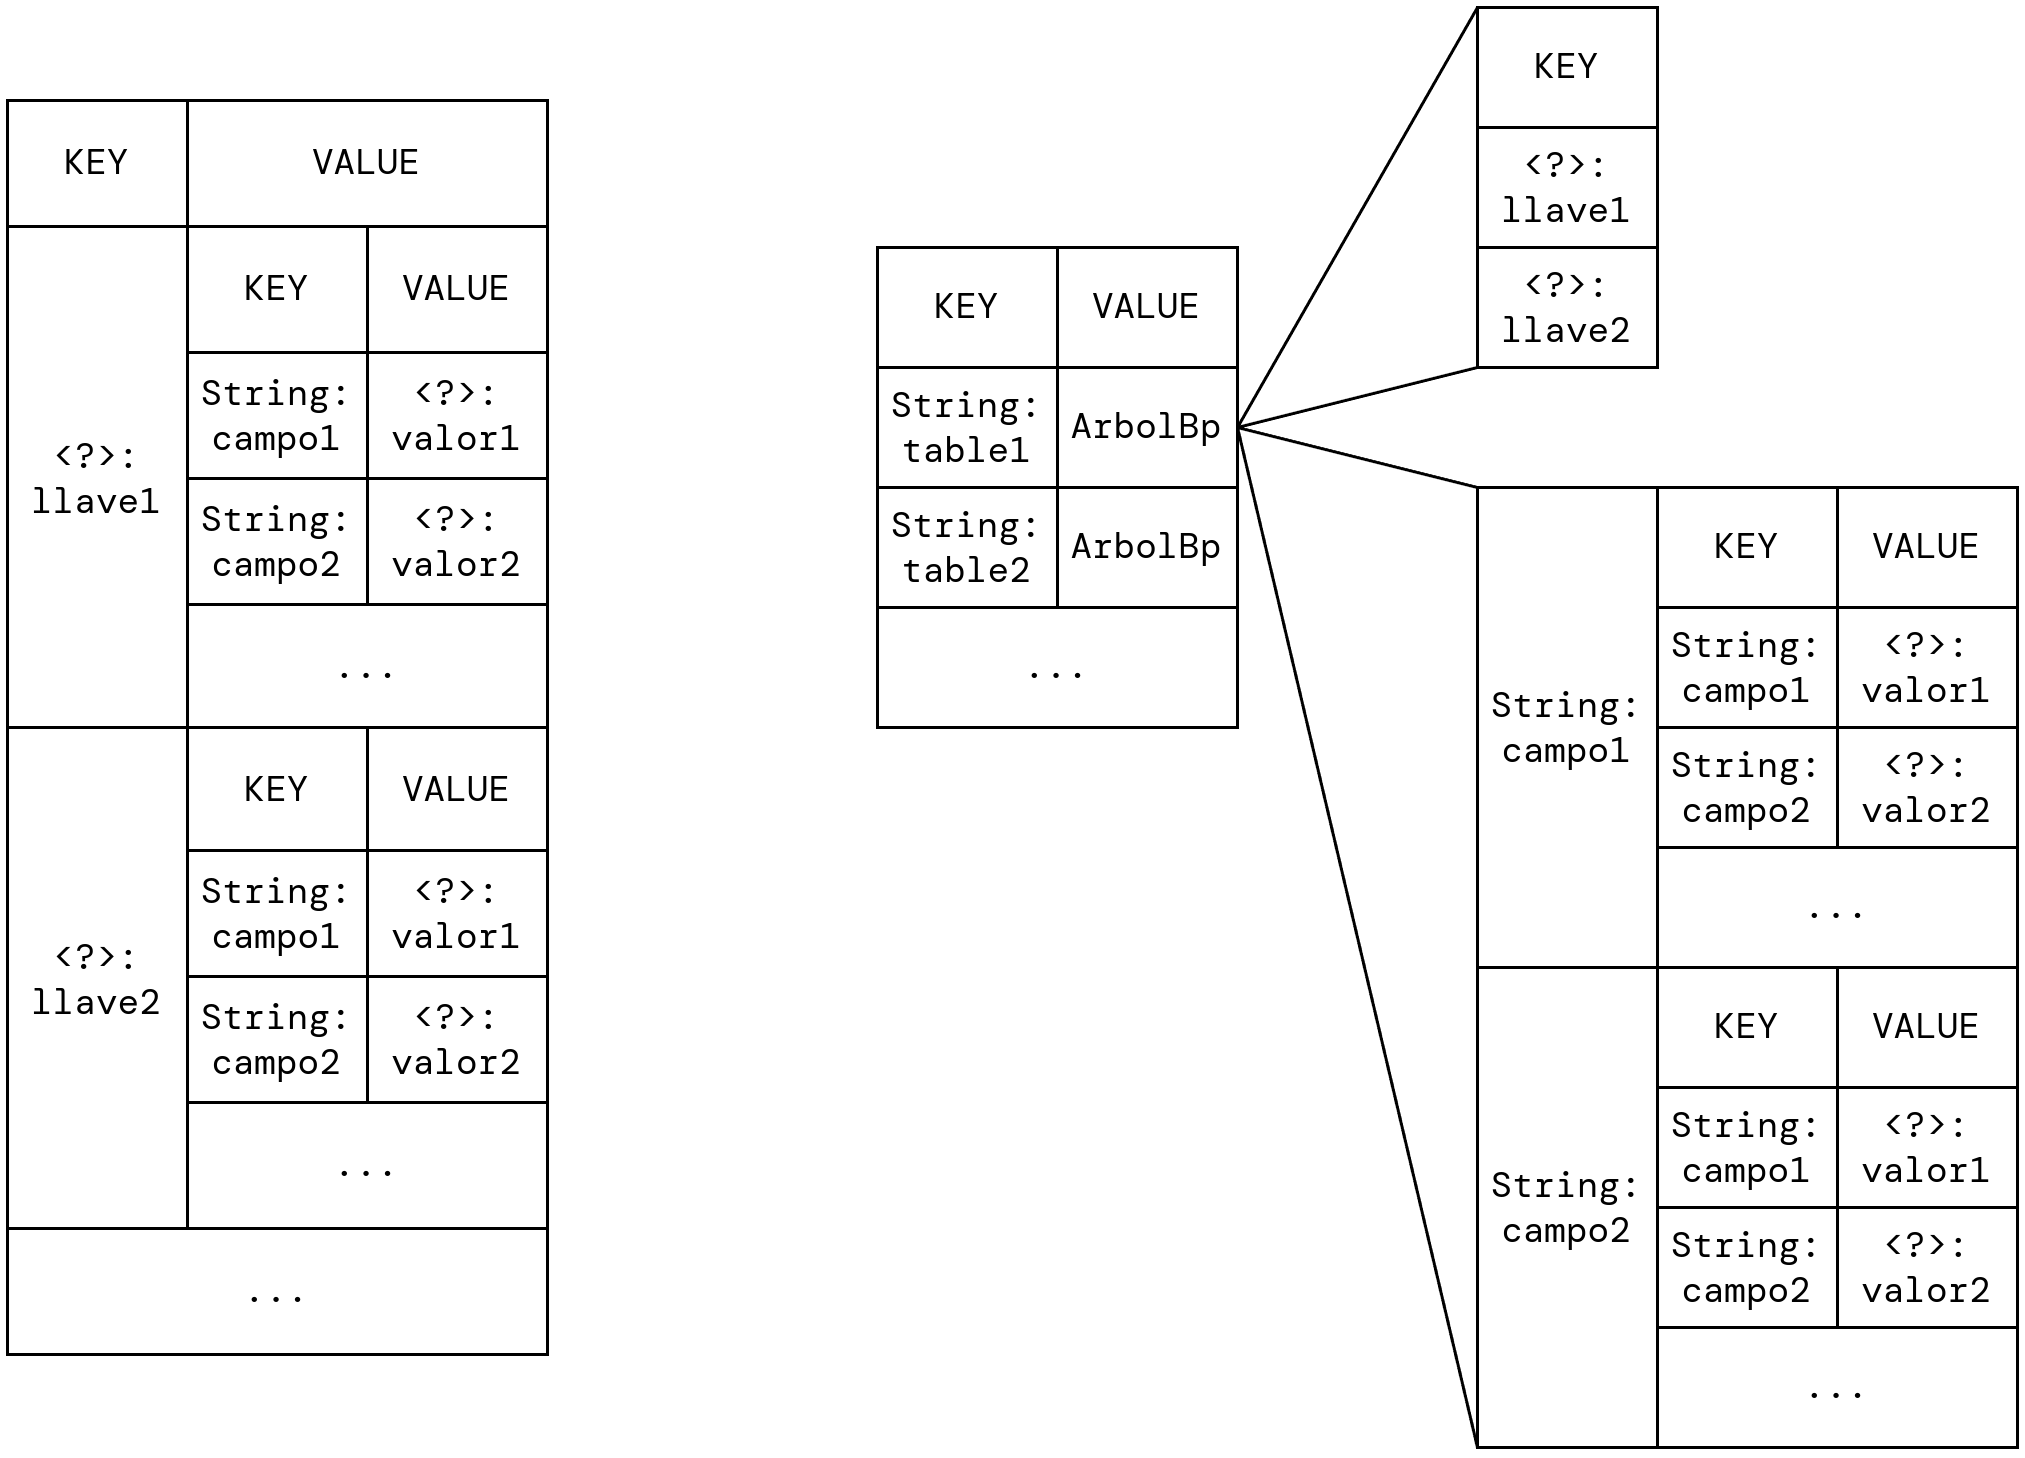 KEY
VALUE
<?>:
llave1
KEY
VALUE
String:
campo1
<?>:
valor1
String:
campo2
<?>:
valor2
...
<?>:
llave2
KEY
VALUE
String:
campo1
<?>:
valor1
String:
campo2
<?>:
valor2
...
...
KEY
VALUE
String:
table1
ArbolBp
String:
table2
ArbolBp
...
KEY
<?>:
llave1
<?>:
llave2
String:
campo1
KEY
VALUE
String:
campo1
<?>:
valor1
String:
campo2
<?>:
valor2
...
String:
campo2
KEY
VALUE
String:
campo1
<?>:
valor1
String:
campo2
<?>:
valor2
...